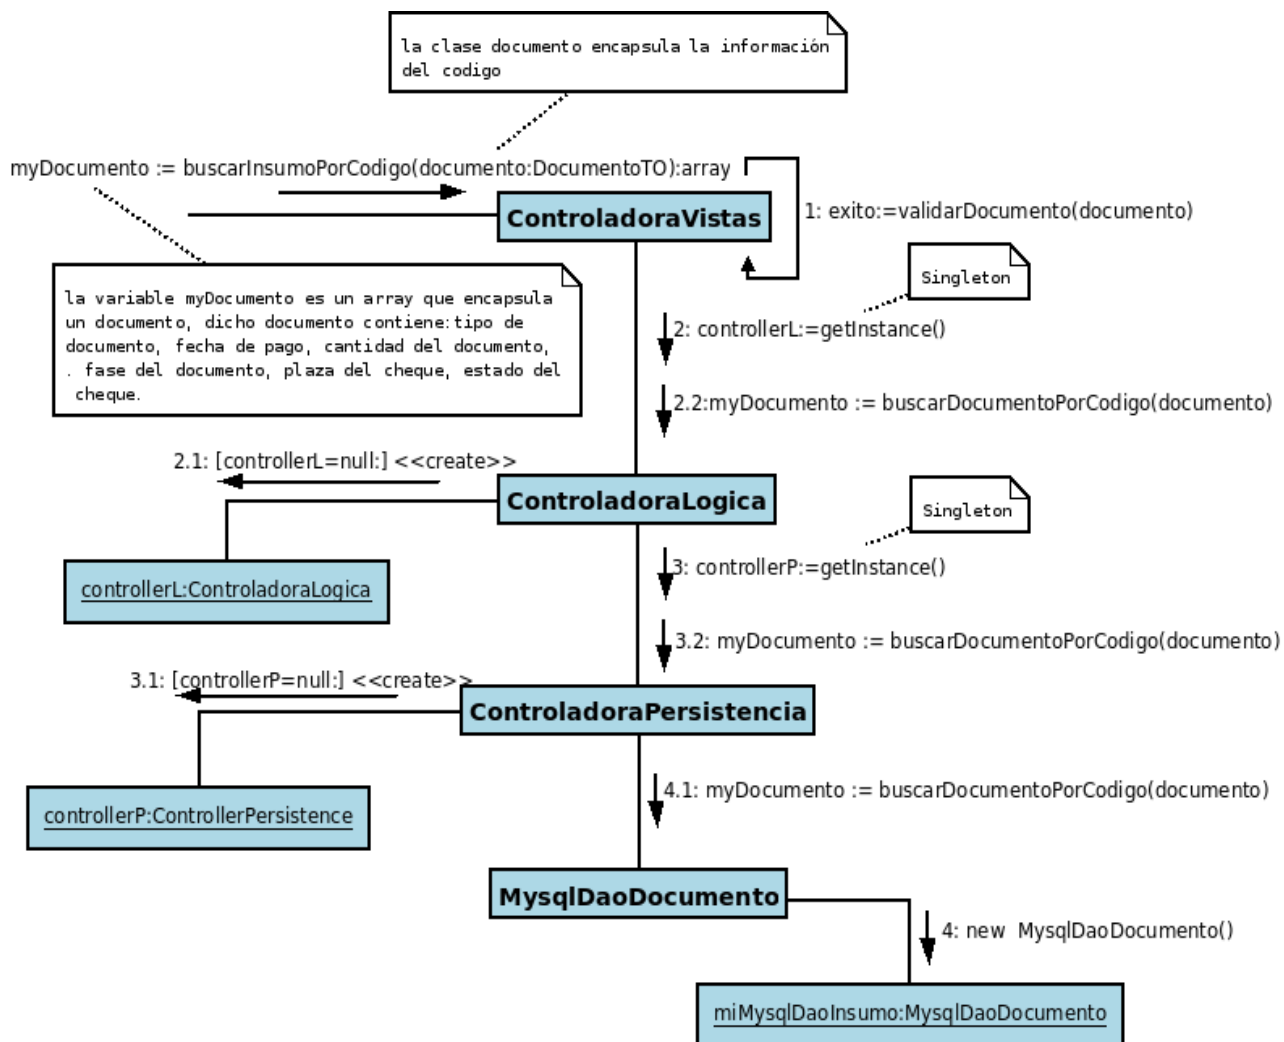 la clase documento encapsula la información
del codigo
myDocumento := buscarInsumoPorCodigo(documento:DocumentoTO):array
ControladoraVistas
1: exito:=validarDocumento(documento)
Singleton
la variable myDocumento es un array que encapsula
un documento, dicho documento contiene:tipo de
documento, fecha de pago, cantidad del documento,
. fase del documento, plaza del cheque, estado del
cheque.
2: controllerL:=getInstance()
2.2:myDocumento := buscarDocumentoPorCodigo(documento)
2.1: [controllerL=null:] <<create>>
ControladoraLogica
Singleton
controllerL:ControladoraLogica
3: controllerP:=getInstance()
3.2: myDocumento := buscarDocumentoPorCodigo(documento)
3.1: [controllerP=null:] <<create>>
ControladoraPersistencia
controllerP:ControllerPersistence
4.1: myDocumento := buscarDocumentoPorCodigo(documento)
MysqlDaoDocumento
4: new MysqlDaoDocumento()
miMysqlDaoInsumo:MysqlDaoDocumento